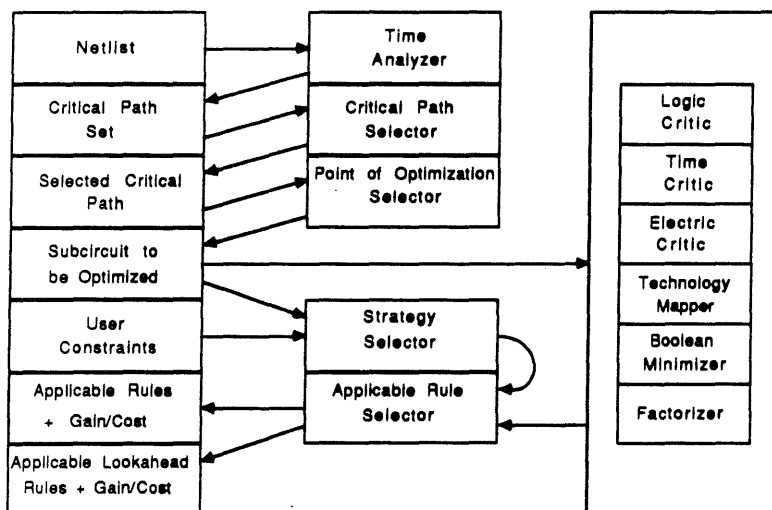 Netlist
Critical Path
Set
Selected Critical
Path
Subcircuit to
be Optimized
User
Constraints
Applicable Rules
+ Gain/Cost
Applicable Lookahead
Rules + Gain/Cost
Time
Analyzer
Critical Path
Selector
Point of Optimization
Selector
Strategy
Selector
Applicable Rule
Selector
Logic
Critic
Time
Critic
Electric
Critic
Technology
Mapper
Boolean
Minimizer
Factorizer